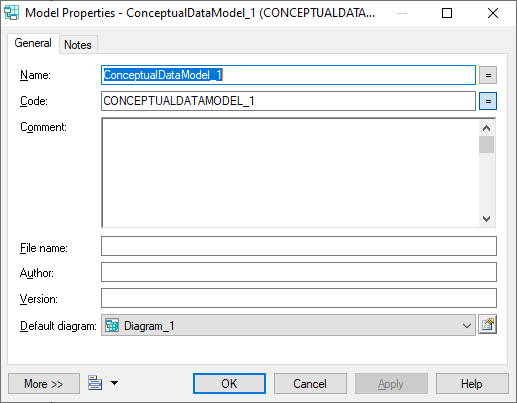 Model Properties - ConceptualDataModel_1 (CONCEPTUALDATA...
General Notes
Name: ConceptualDataModel_1 =
Code: CONCEPTUALDATAMODEL_1 =
Comment:
File name:
Author:
Version:
Default diagram: Diagram_1
More >> OK Cancel Apply Help